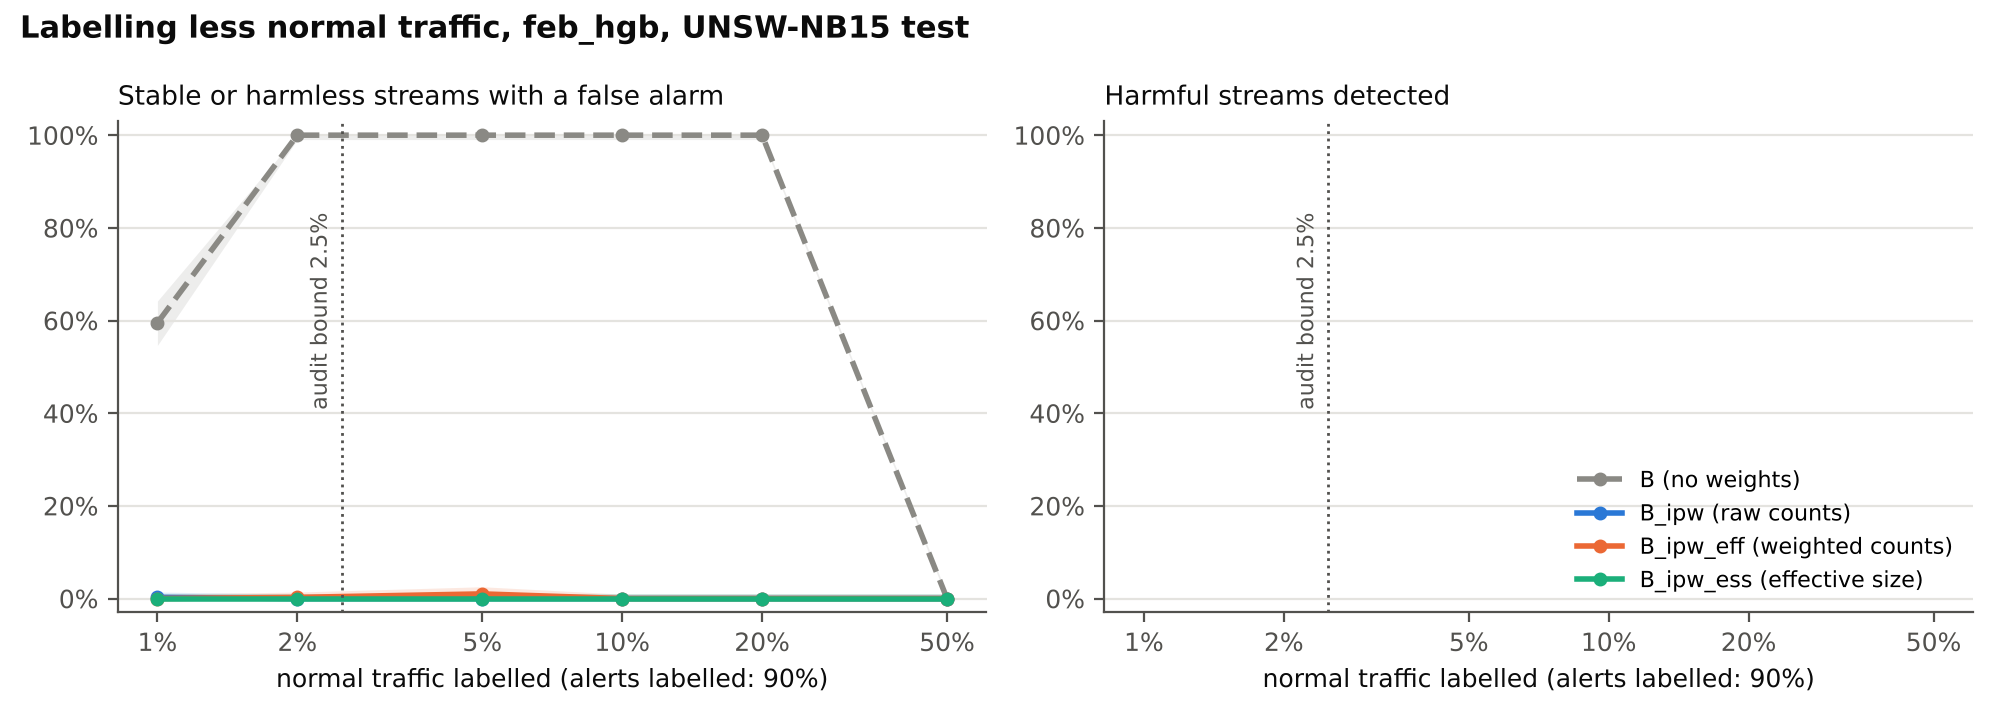 Labelling less normal traffic, feb_hgb, UNSW-NB15 test
Stable or harmless streams with a false alarm
100%
80%
60%
40%
20%
0%
audit bound 2.5%
1% 2% 5% 10% 20% 50%
normal traffic labelled (alerts labelled: 90%)
Harmful streams detected
100%
80%
60%
40%
20%
0%
audit bound 2.5%
B (no weights)
B_ipw (raw counts)
B_ipw_eff (weighted counts)
B_ipw_ess (effective size)
1% 2% 5% 10% 20% 50%
normal traffic labelled (alerts labelled: 90%)